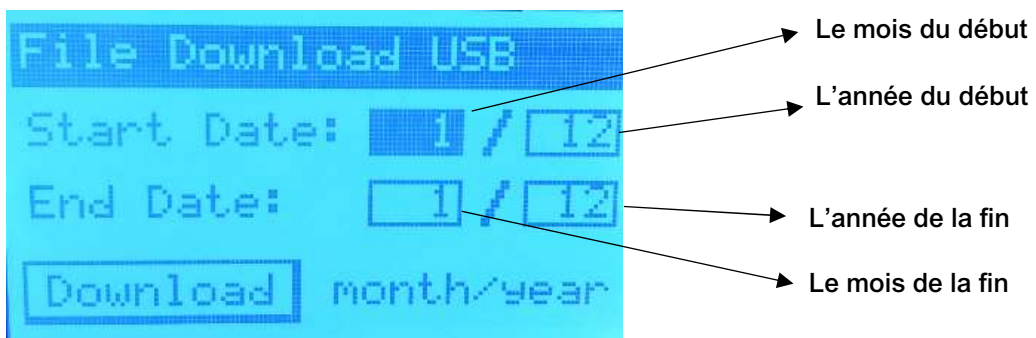 File Download USB
Start Date: 1 / 12
End Date: 1 / 12
Download month/year
Le mois du début
L'année du début
L'année de la fin
Le mois de la fin